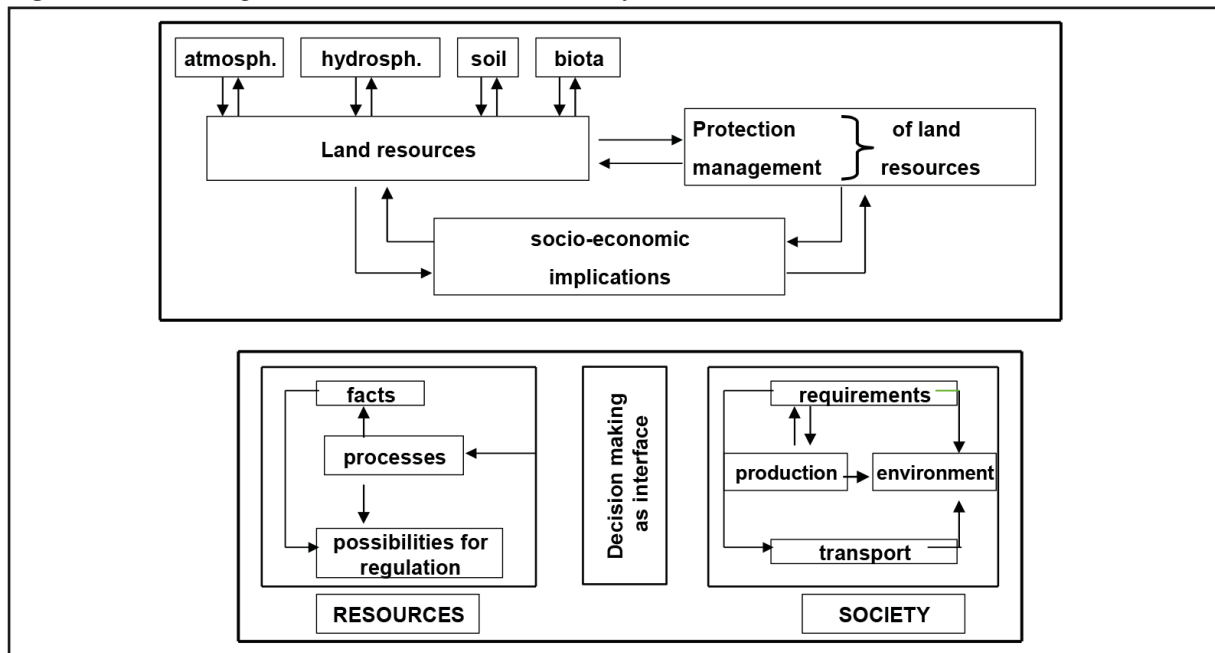 atmosph.
hydrosph.
soil
biota
Land resources
Protection
management
of land
resources
socio-economic
implications
facts
processes
possibilities for
regulation
RESOURCES
Decision making
as interface
requirements
production
environment
transport
SOCIETY